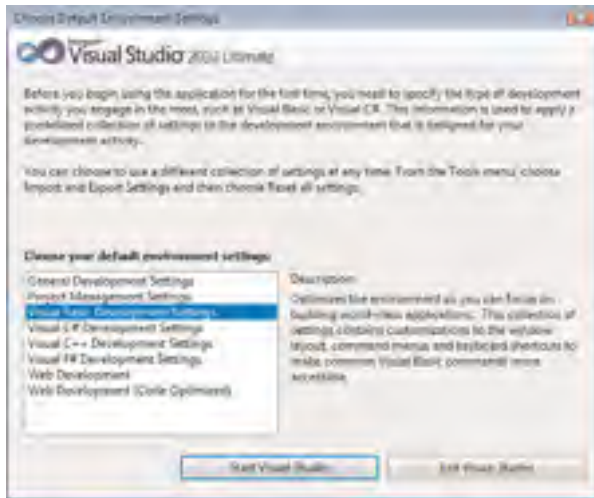 Choose Default Environment Settings
Visual Studio 2010 Ultimate
Before you begin using the application for the first time, you need to specify the type of development
activity you engage in the most, such as Visual Basic or Visual C#. This information is used to apply a
predefined collection of settings to the development environment that is designed for your
development activity.
You can choose to use a different collection of settings at any time. From the Tools menu, choose
Import and Export Settings and then choose Reset all settings.
Choose your default environment settings:
General Development Settings
Project Management Settings
Visual Basic Development Settings
Visual C# Development Settings
Visual C++ Development Settings
Visual F# Development Settings
Web Development
Web Development (Code Optimized)
Description:
Optimizes the environment so you can focus on
building world-class applications. This collection of
settings contains customizations to the window
layout, command menus and keyboard shortcuts to
make common Visual Basic commands more
accessible.
Start Visual Studio
Exit Visual Studio